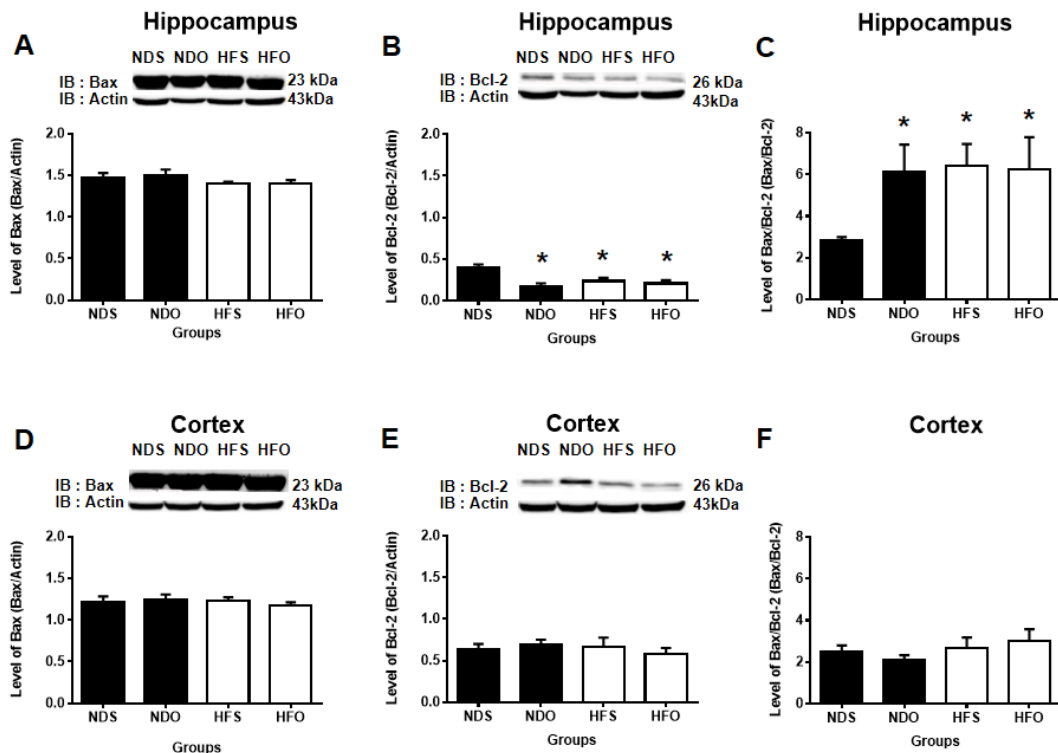 Hippocampus
A
NDS NDO HFS HFO
IB : Bax 23 kDa
IB : Actin 43kDa
Level of Bax (Bax/Actin)
2.0
1.5
1.0
0.5
0.0
NDS NDO HFS HFO
Groups
Hippocampus
B
NDS NDO HFS HFO
IB : Bcl-2 26 kDa
IB : Actin 43kDa
Level of Bcl-2 (Bcl-2/Actin)
2.0
1.5
1.0
0.5
0.0
* * *
NDS NDO HFS HFO
Groups
Hippocampus
C
Level of Bax/Bcl-2 (Bax/Bcl-2)
8
6
4
2
0
* * *
NDS NDO HFS HFO
Groups
Cortex
D
NDS NDO HFS HFO
IB : Bax 23 kDa
IB : Actin 43kDa
Level of Bax (Bax/Actin)
2.0
1.5
1.0
0.5
0.0
NDS NDO HFS HFO
Groups
Cortex
E
NDS NDO HFS HFO
IB : Bcl-2 26 kDa
IB : Actin 43kDa
Level of Bcl-2 (Bcl-2/Actin)
2.0
1.5
1.0
0.5
0.0
NDS NDO HFS HFO
Groups
Cortex
F
Level of Bax/Bcl-2 (Bax/Bcl-2)
8
6
4
2
0
NDS NDO HFS HFO
Groups